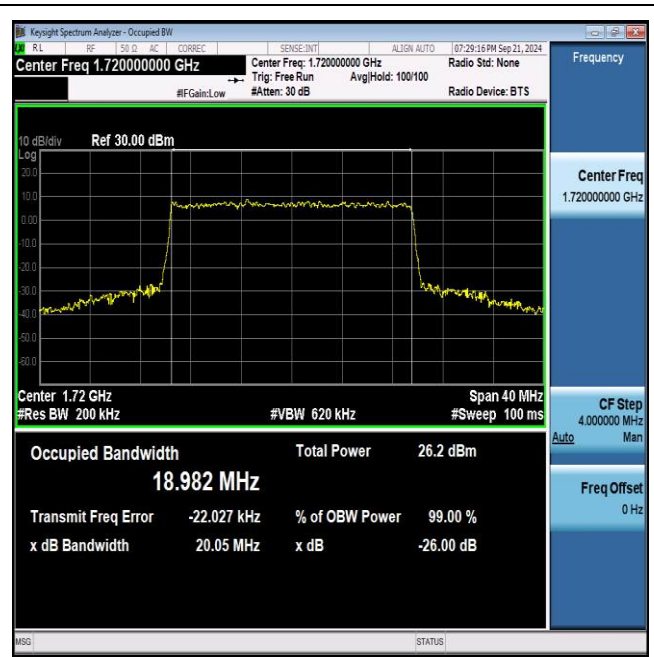 Keysight Spectrum Analyzer - Occupied BW
RL RF 50 Ω AC CORREC SENSE:INT ALIGN AUTO 07:29:16 PM Sep 21, 2024
Center Freq 1.720000000 GHz
Center Freq: 1.720000000 GHz Radio Std: None
Trig: Free Run Avg|Hold: 100/100
#IFGain:Low #Atten: 30 dB Radio Device: BTS
Frequency
10 dB/div Ref 30.00 dBm
Log
20.0
10.0
0.00
-10.0
-20.0
-30.0
-40.0
-50.0
-60.0
Center 1.72 GHz Span 40 MHz
#Res BW 200 kHz #VBW 620 kHz #Sweep 100 ms
Occupied Bandwidth Total Power 26.2 dBm
18.982 MHz
Transmit Freq Error -22.027 kHz % of OBW Power 99.00 %
x dB Bandwidth 20.05 MHz x dB -26.00 dB
Center Freq
1.720000000 GHz
CF Step
4.000000 MHz
Auto Man
Freq Offset
0 Hz
MSG STATUS